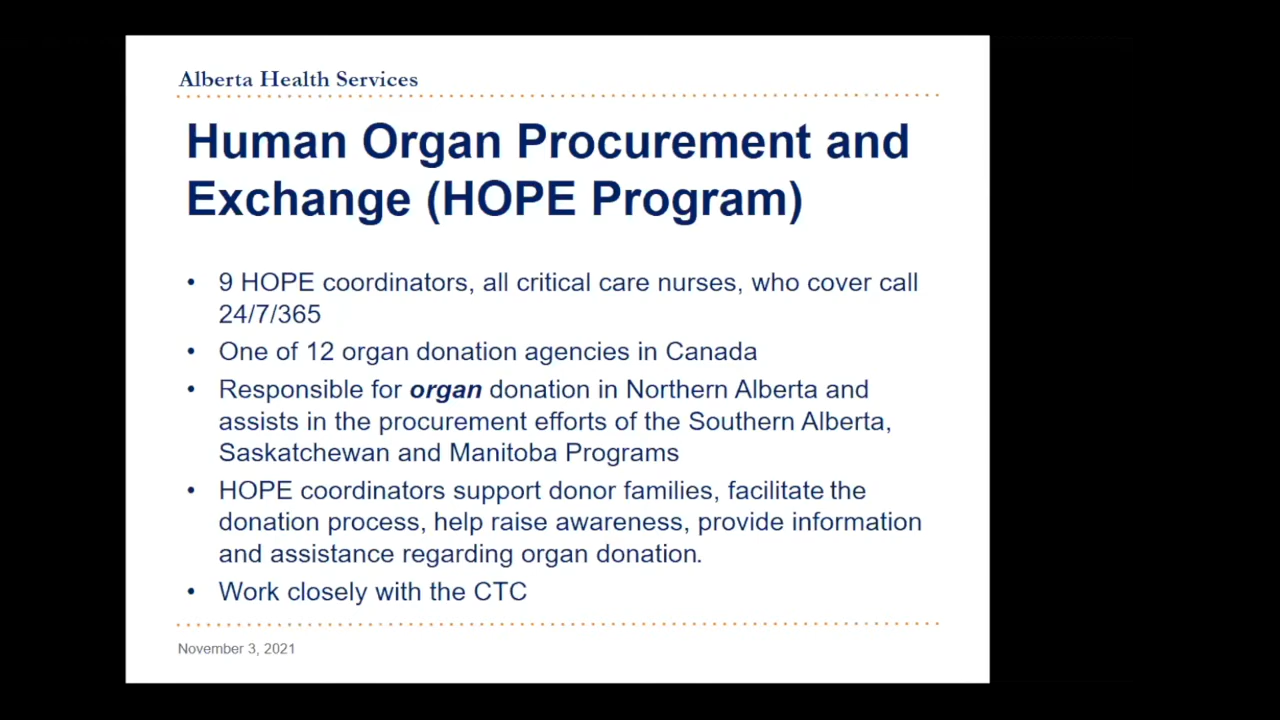 Alberta Health Services
Human Organ Procurement and
Exchange (HOPE Program)
• 9 HOPE coordinators, all critical care nurses, who cover call
24/7/365
• One of 12 organ donation agencies in Canada
• Responsible for organ donation in Northern Alberta and
assists in the procurement efforts of the Southern Alberta,
Saskatchewan and Manitoba Programs
• HOPE coordinators support donor families, facilitate the
donation process, help raise awareness, provide information
and assistance regarding organ donation.
• Work closely with the CTC
November 3, 2021